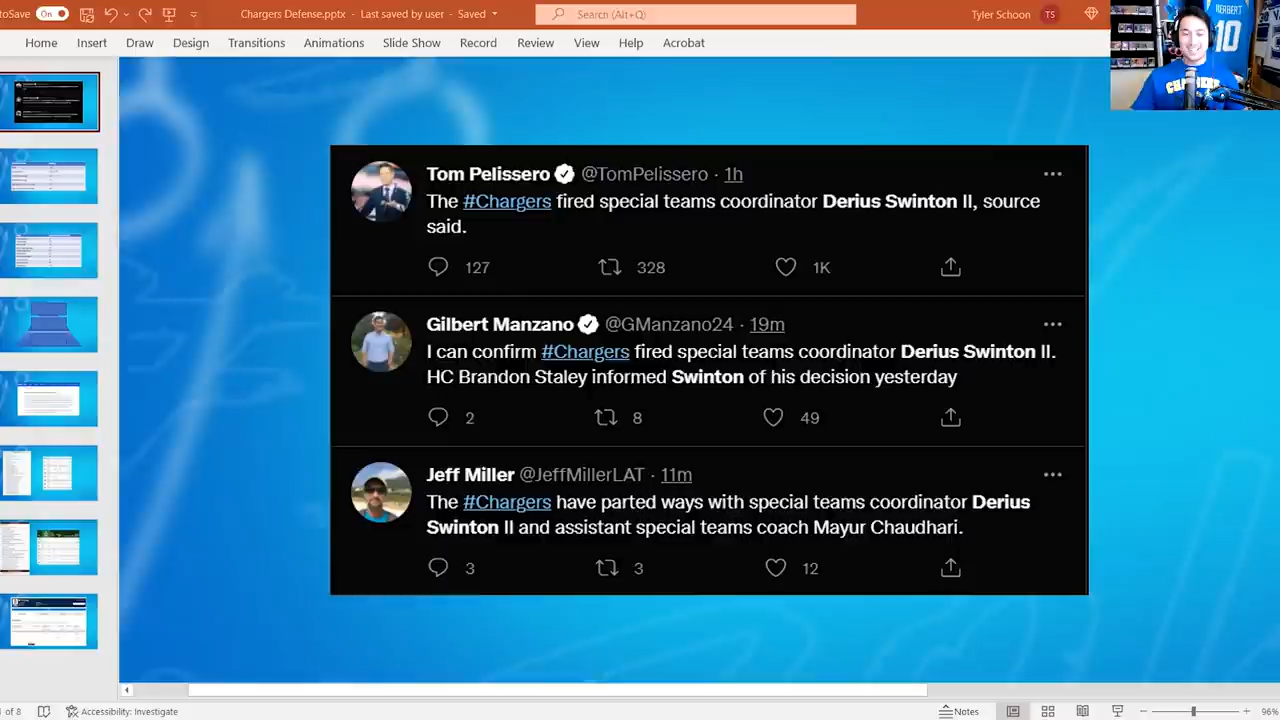 toSave On Chargers Defense.pptx - Last saved by user - Saved Search (Alt+Q) Tyler Schoon TS
Home Insert Draw Design Transitions Animations Slide Show Record Review View Help Acrobat
HERBERT
10
Tom Pelissero @TomPelissero · 1h
The #Chargers fired special teams coordinator Derius Swinton II, source
said.
127 328 1K
Gilbert Manzano @GManzano24 · 19m
I can confirm #Chargers fired special teams coordinator Derius Swinton II.
HC Brandon Staley informed Swinton of his decision yesterday
2 8 49
Jeff Miller @JeffMillerLAT · 11m
The #Chargers have parted ways with special teams coordinator Derius
Swinton II and assistant special teams coach Mayur Chaudhari.
3 3 12
of 8 Accessibility: Investigate Notes 96%